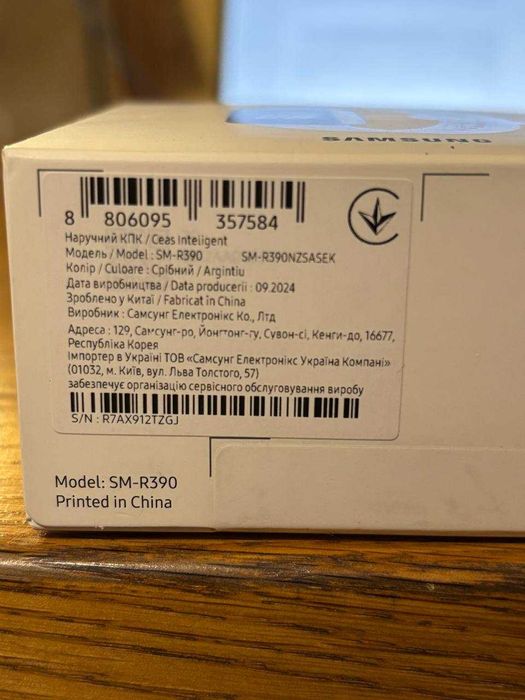 SAMSUNG
8 806095 357584
Наручний КПК / Ceas Inteligent
Модель / Model : SM-R390 SM-R390NZSASEK
Колір / Culoare : Срібний / Argintiu
Дата виробництва / Data producerii : 09.2024
Зроблено у Китаї / Fabricat in China
Виробник : Самсунг Електронікс Ко., Лтд
Адреса : 129, Самсунг-ро, Йонгтонг-гу, Сувон-сі, Кенгі-до, 16677,
Республіка Корея
Імпортер в Україні ТОВ «Самсунг Електронікс Україна Компані»
(01032, м. Київ, вул. Льва Толстого, 57)
забезпечує організацію сервісного обслуговування виробу
S/N : R7AX912TZGJ
Model: SM-R390
Printed in China